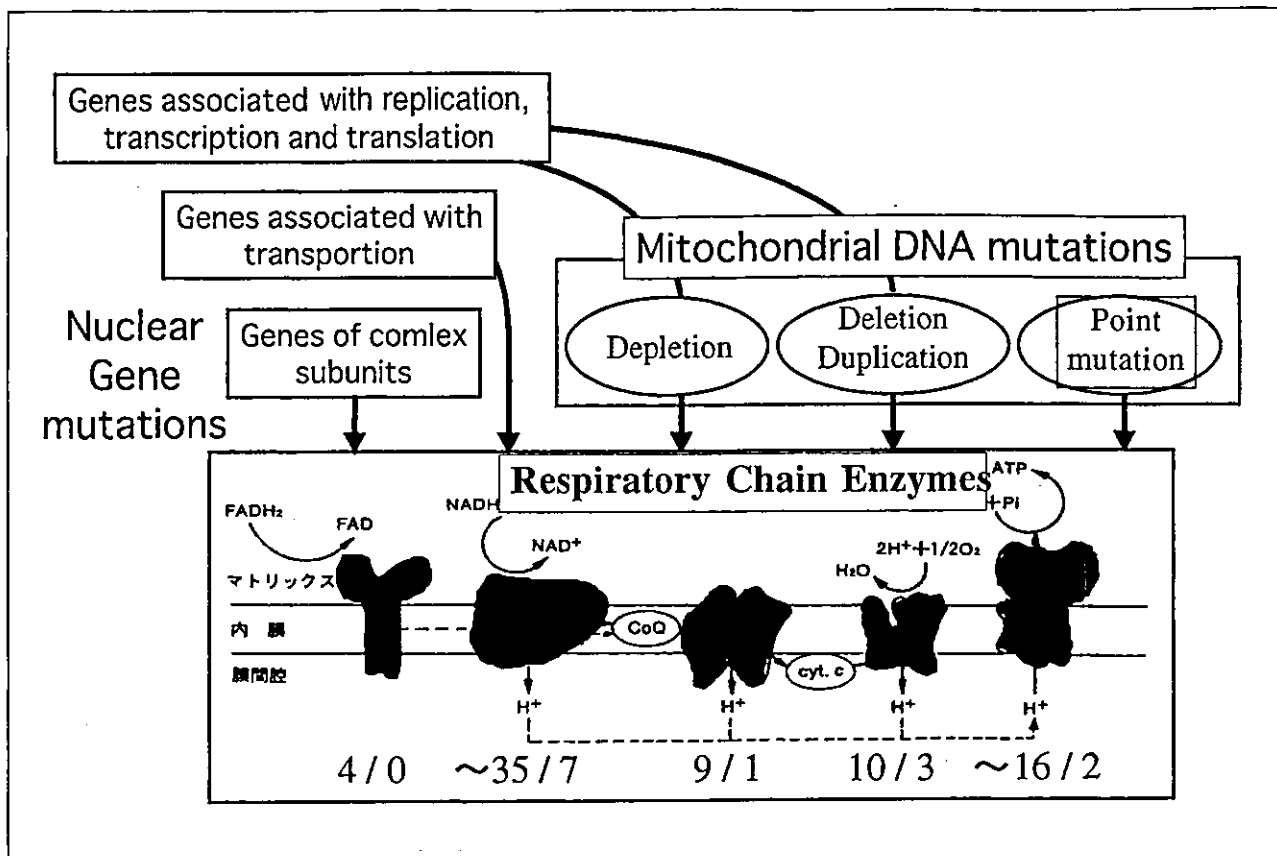 Genes associated with replication,
transcription and translation
Genes associated with
transportion
Mitochondrial DNA mutations
Nuclear
Gene
mutations
Genes of comlex
subunits
Depletion
Deletion
Duplication
Point
mutation
Respiratory Chain Enzymes
FADH₂
FAD
NADH
NAD⁺
ATP
+Pi
2H⁺+1/2O₂
H₂O
マトリックス
内膜
膜間腔
CoQ
cyt. c
H⁺
H⁺
H⁺
H⁺
4/0
~35/7
9/1
10/3
~16/2